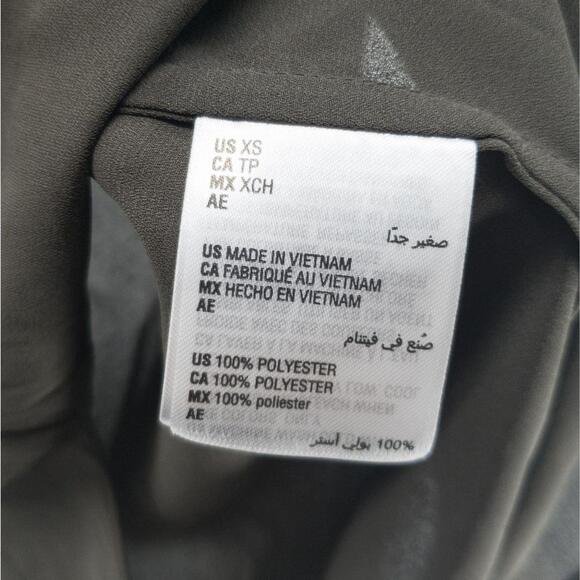 US XS
CA TP
MX XCH
AE
صغير جدًا
US MADE IN VIETNAM
CA FABRIQUÉ AU VIETNAM
MX HECHO EN VIETNAM
AE
صُنع في فيتنام
US 100% POLYESTER
CA 100% POLYESTER
MX 100% poliester
AE
100% بولي أستر